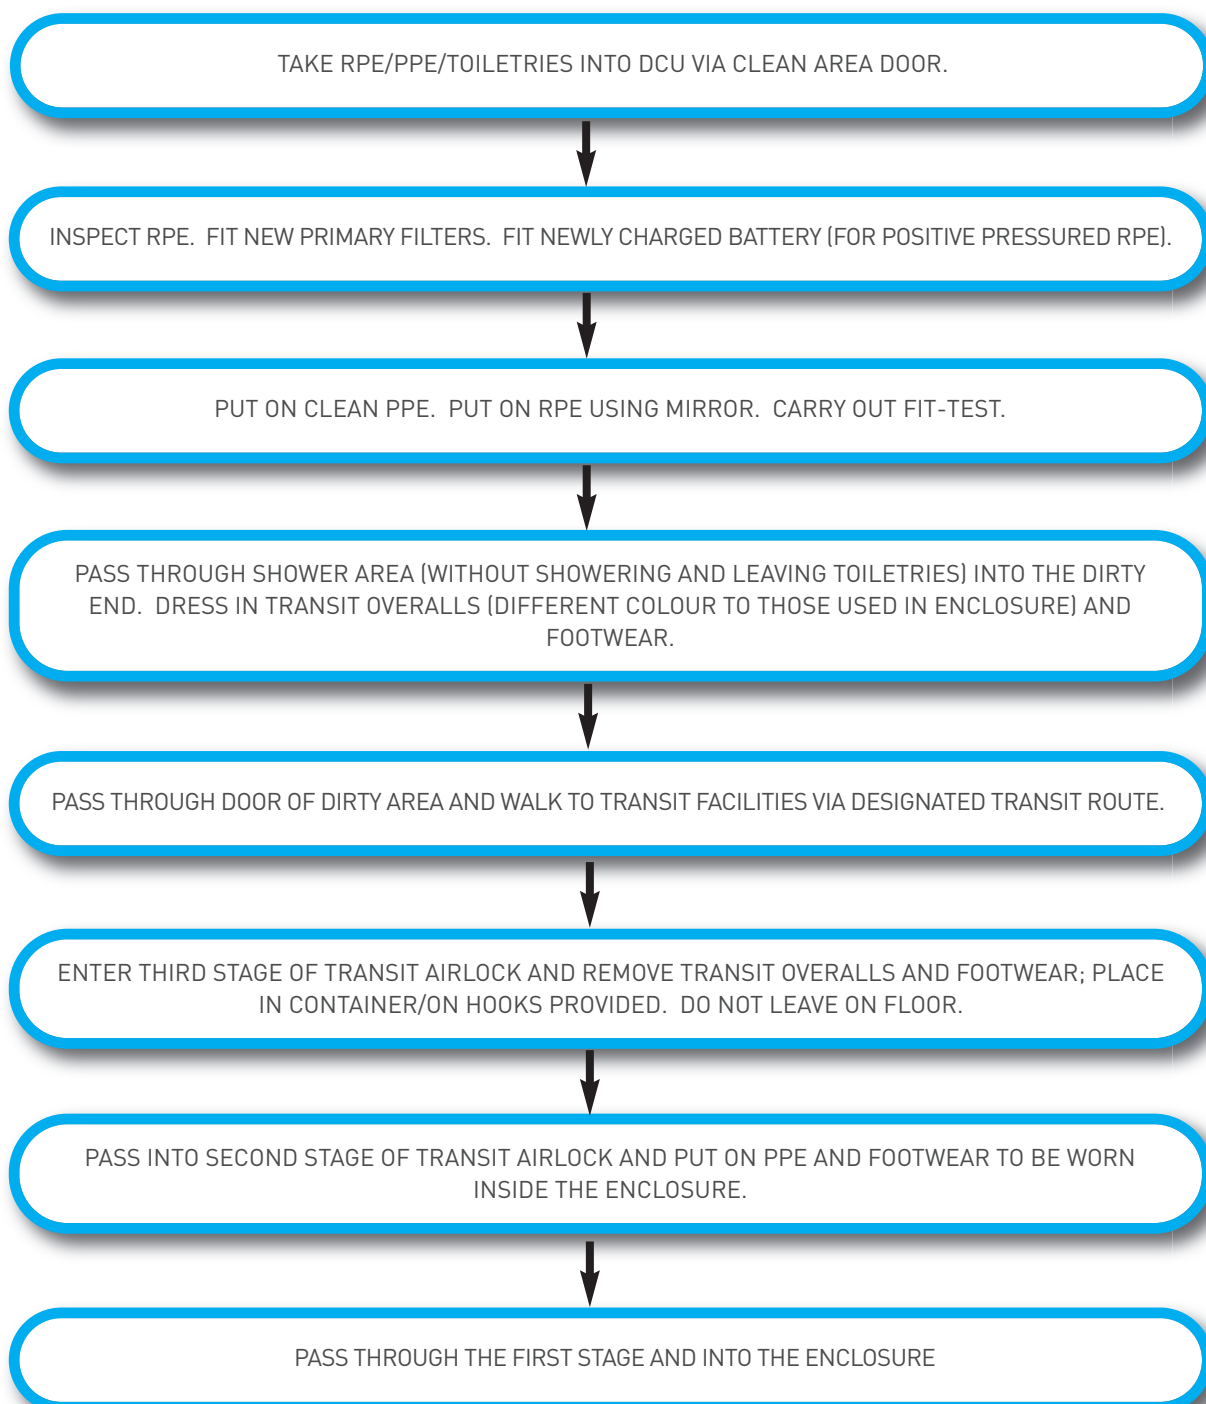 TAKE RPE/PPE/TOILETRIES INTO DCU VIA CLEAN AREA DOOR.
INSPECT RPE.  FIT NEW PRIMARY FILTERS.  FIT NEWLY CHARGED BATTERY (FOR POSITIVE PRESSURED RPE).
PUT ON CLEAN PPE.  PUT ON RPE USING MIRROR.  CARRY OUT FIT-TEST.
PASS THROUGH SHOWER AREA (WITHOUT SHOWERING AND LEAVING TOILETRIES) INTO THE DIRTY
END.  DRESS IN TRANSIT OVERALLS (DIFFERENT COLOUR TO THOSE USED IN ENCLOSURE) AND
FOOTWEAR.
PASS THROUGH DOOR OF DIRTY AREA AND WALK TO TRANSIT FACILITIES VIA DESIGNATED TRANSIT ROUTE.
ENTER THIRD STAGE OF TRANSIT AIRLOCK AND REMOVE TRANSIT OVERALLS AND FOOTWEAR; PLACE
IN CONTAINER/ON HOOKS PROVIDED.  DO NOT LEAVE ON FLOOR.
PASS INTO SECOND STAGE OF TRANSIT AIRLOCK AND PUT ON PPE AND FOOTWEAR TO BE WORN
INSIDE THE ENCLOSURE.
PASS THROUGH THE FIRST STAGE AND INTO THE ENCLOSURE